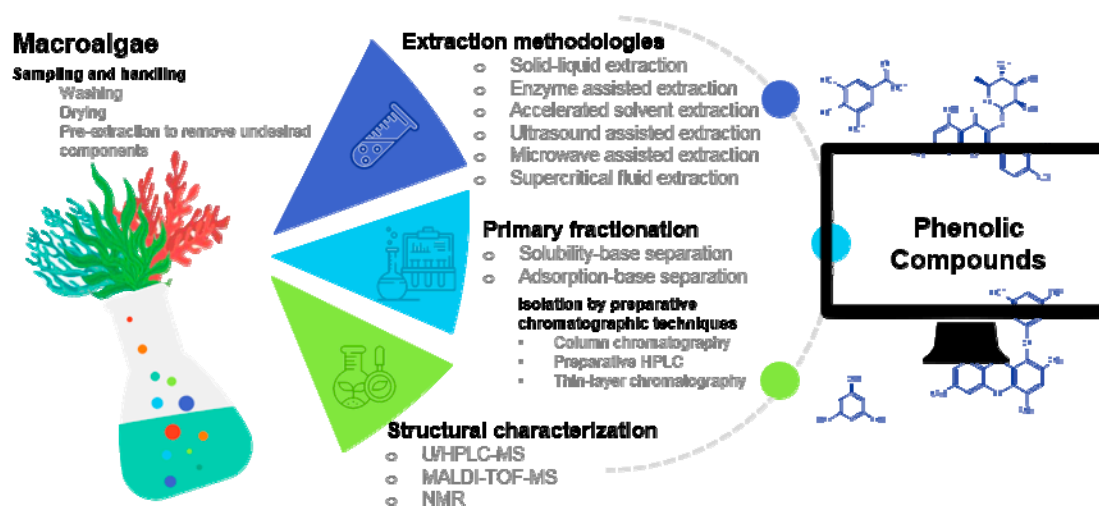 Macroalgae
Sampling and handling
Washing
Drying
Pre-extraction to remove undesired
components
Extraction methodologies
o Solid-liquid extraction
o Enzyme assisted extraction
o Accelerated solvent extraction
o Ultrasound assisted extraction
o Microwave assisted extraction
o Supercritical fluid extraction
Primary fractionation
o Solubility-base separation
o Adsorption-base separation
Isolation by preparative
chromatographic techniques
▪ Column chromatography
▪ Preparative HPLC
▪ Thin-layer chromatography
Structural characterization
o U/HPLC-MS
o MALDI-TOF-MS
o NMR
Phenolic
Compounds